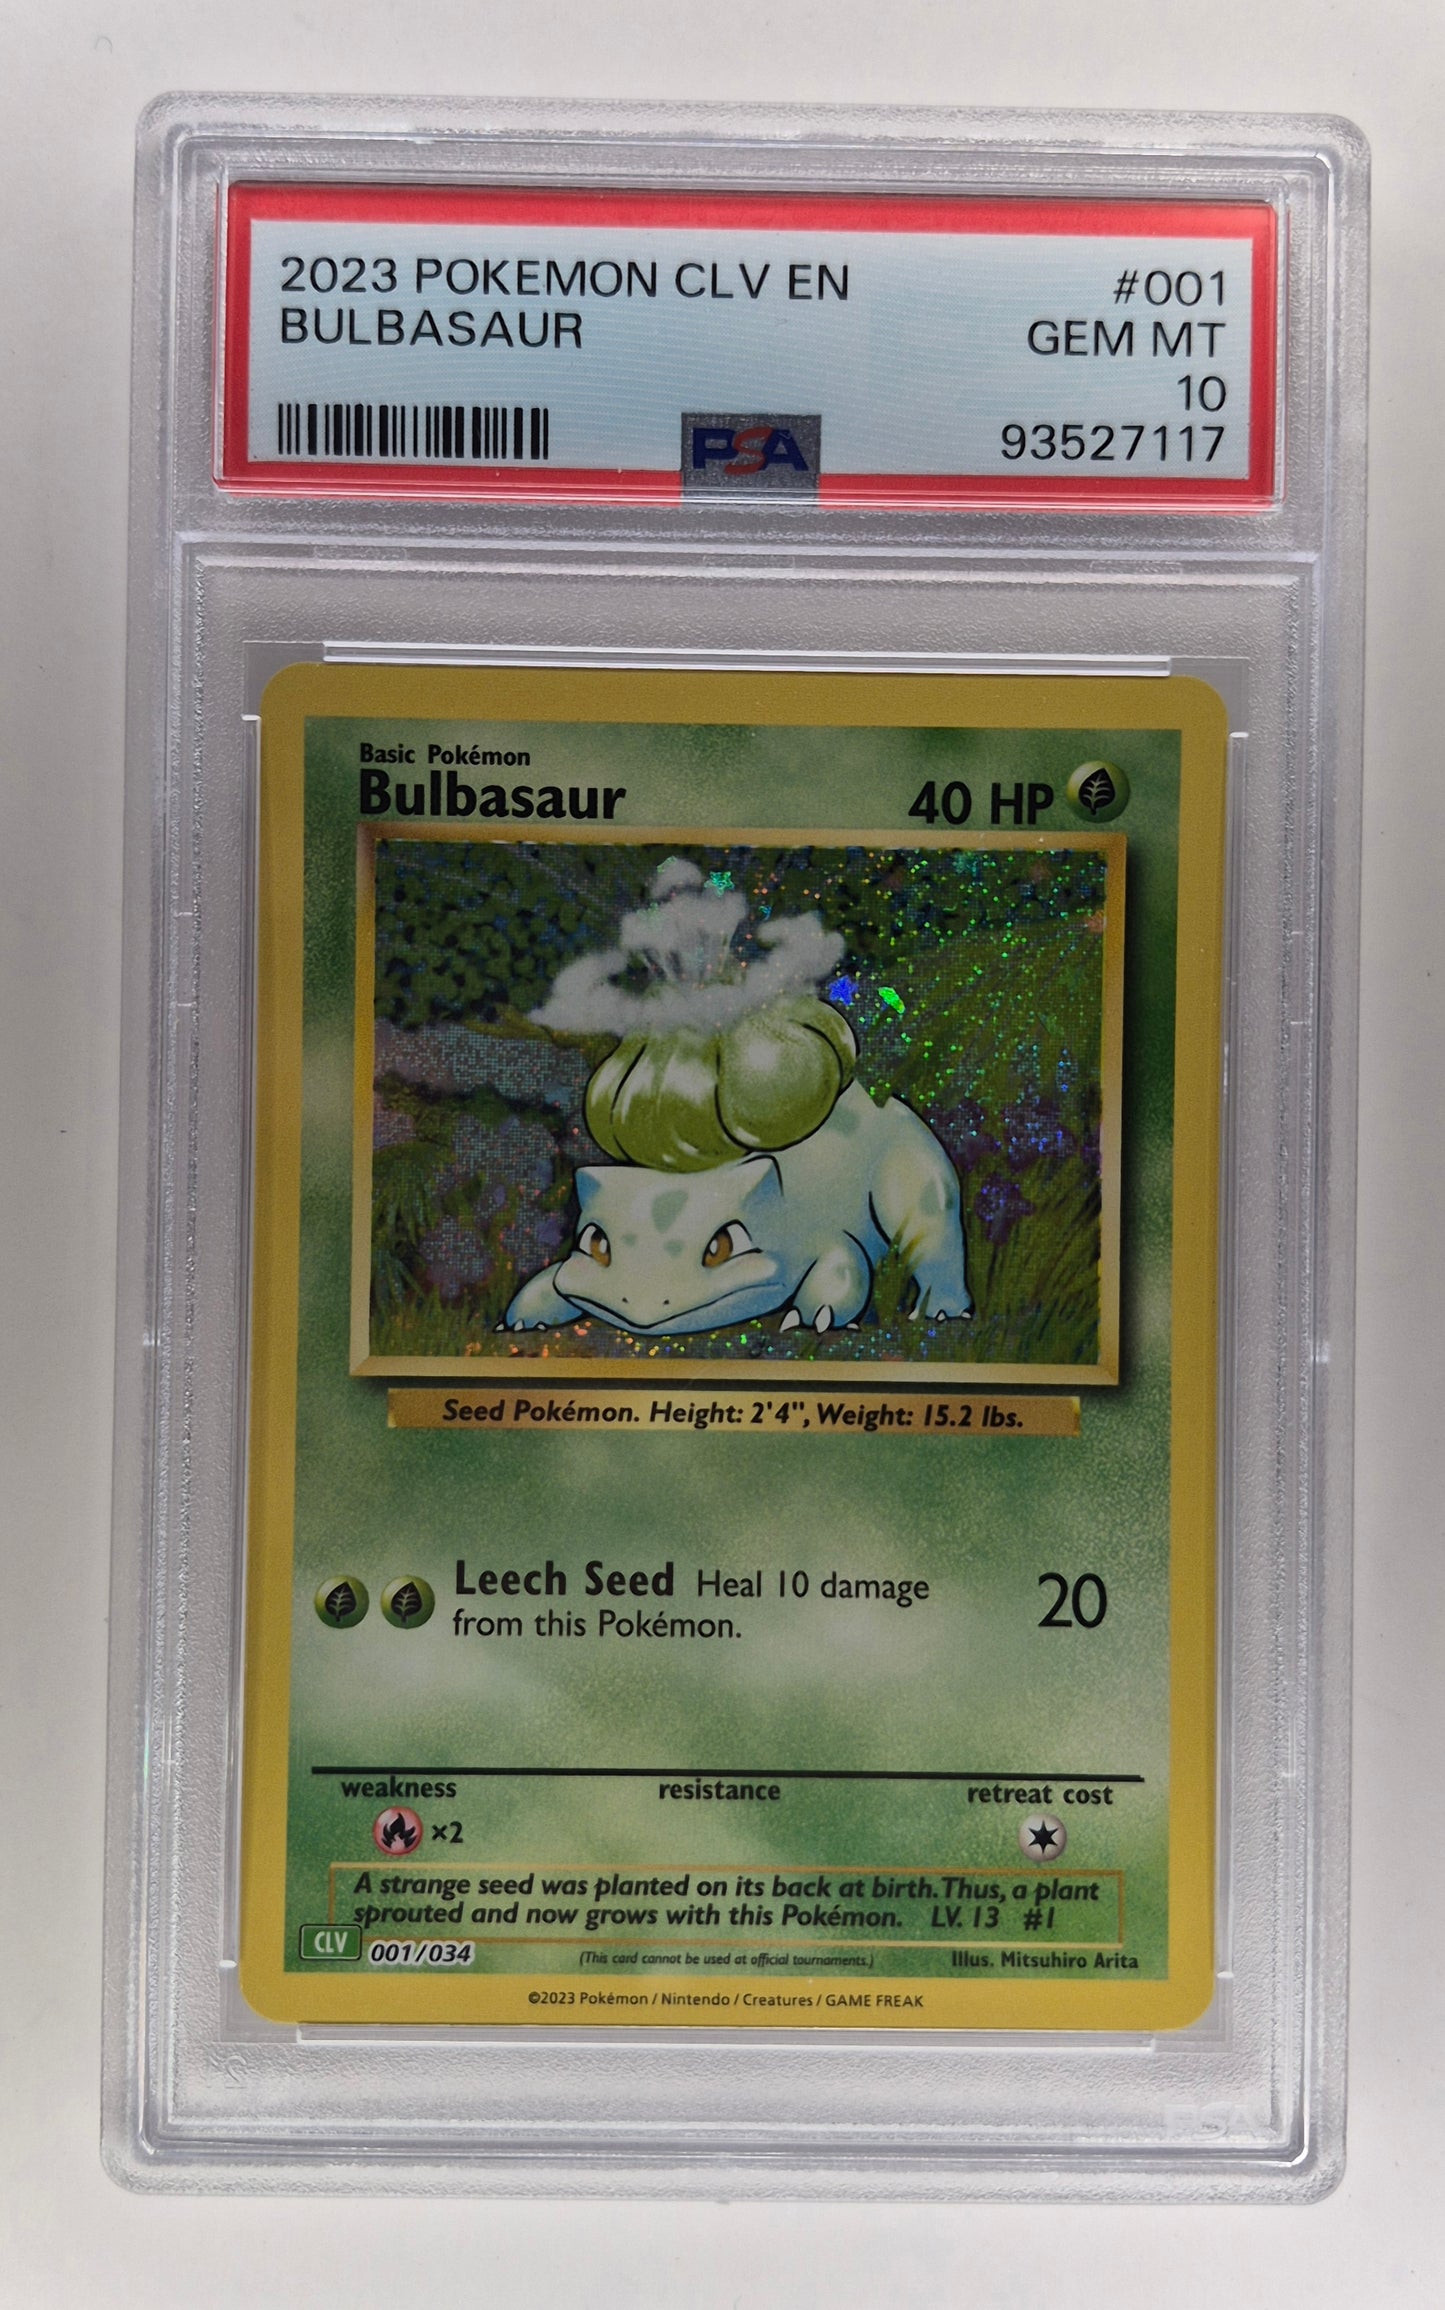 2023 POKEMON CLV EN #001
BULBASAUR GEM MT
10
PSA 93527117
Basic Pokémon
Bulbasaur 40 HP
Seed Pokémon. Height: 2'4", Weight: 15.2 lbs.
Leech Seed Heal 10 damage 20
from this Pokémon.
weakness resistance retreat cost
×2
A strange seed was planted on its back at birth. Thus, a plant
sprouted and now grows with this Pokémon. LV. 13 #1
CLV 001/034 (This card cannot be used at official tournaments.) Illus. Mitsuhiro Arita
©2023 Pokémon / Nintendo / Creatures / GAME FREAK
PSA